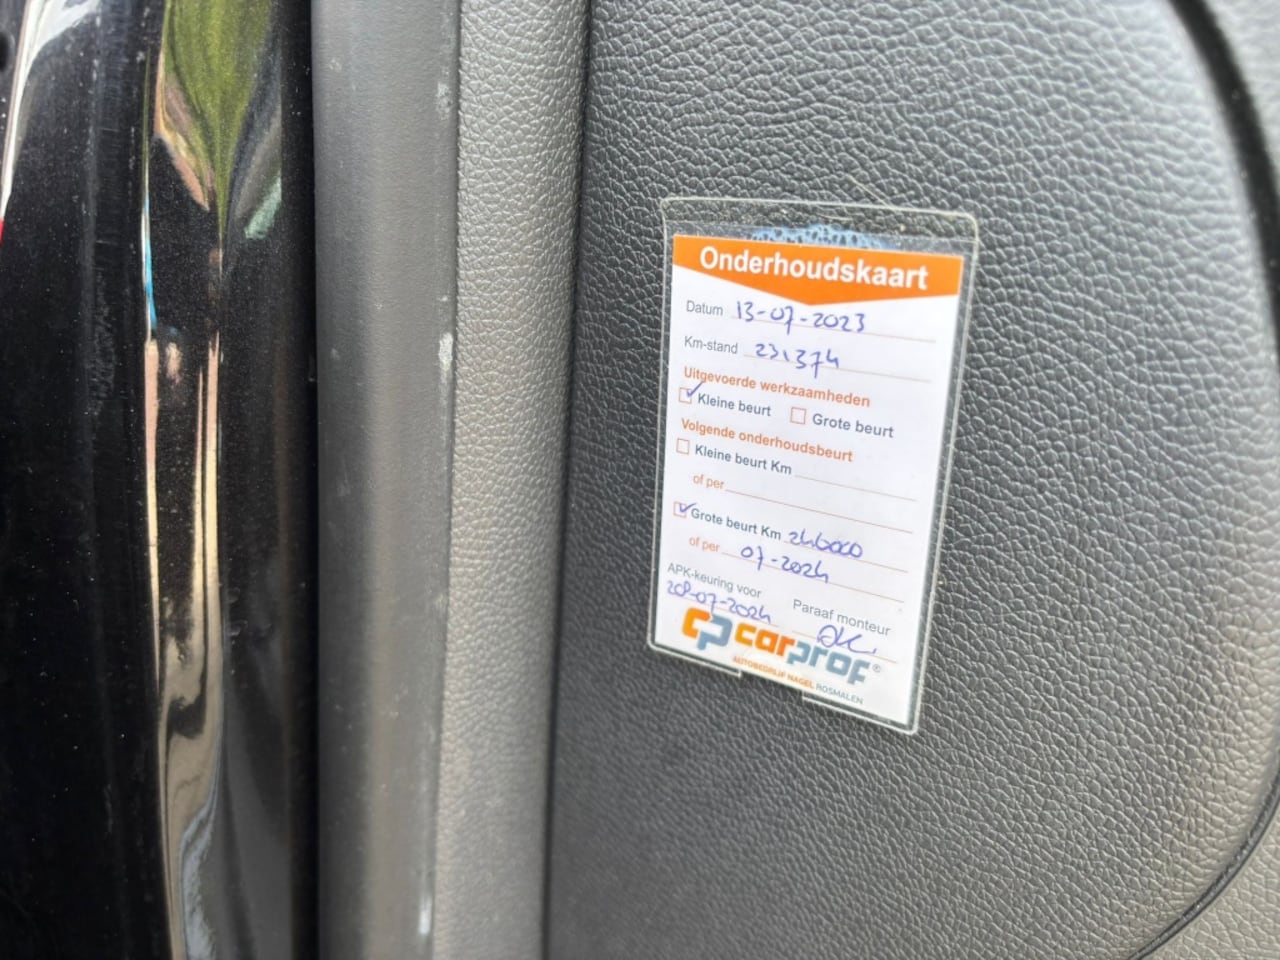 Onderhoudskaart
Datum 13-07-2023
Km-stand 231374
Uitgevoerde werkzaamheden
Kleine beurt Grote beurt
Volgende onderhoudsbeurt
Kleine beurt Km
of per
Grote beurt Km 246000
of per 07-2024
APK-keuring voor Paraaf monteur
28-07-2024
carprof®
AUTOBEDRIJF NAGEL ROSMALEN